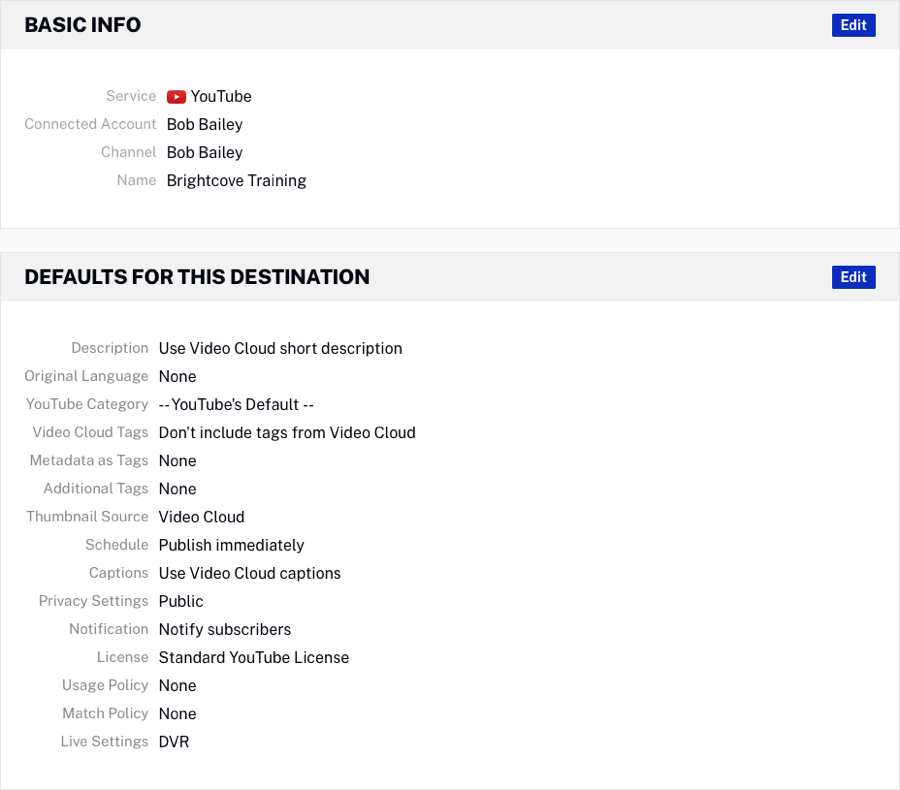 BASIC INFO Edit
Service YouTube
Connected Account Bob Bailey
Channel Bob Bailey
Name Brightcove Training
DEFAULTS FOR THIS DESTINATION Edit
Description Use Video Cloud short description
Original Language None
YouTube Category -- YouTube's Default --
Video Cloud Tags Don't include tags from Video Cloud
Metadata as Tags None
Additional Tags None
Thumbnail Source Video Cloud
Schedule Publish immediately
Captions Use Video Cloud captions
Privacy Settings Public
Notification Notify subscribers
License Standard YouTube License
Usage Policy None
Match Policy None
Live Settings DVR